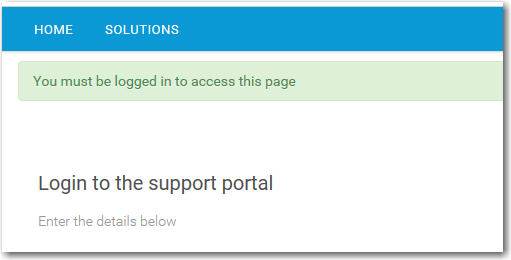 HOME SOLUTIONS
You must be logged in to access this page
Login to the support portal
Enter the details below